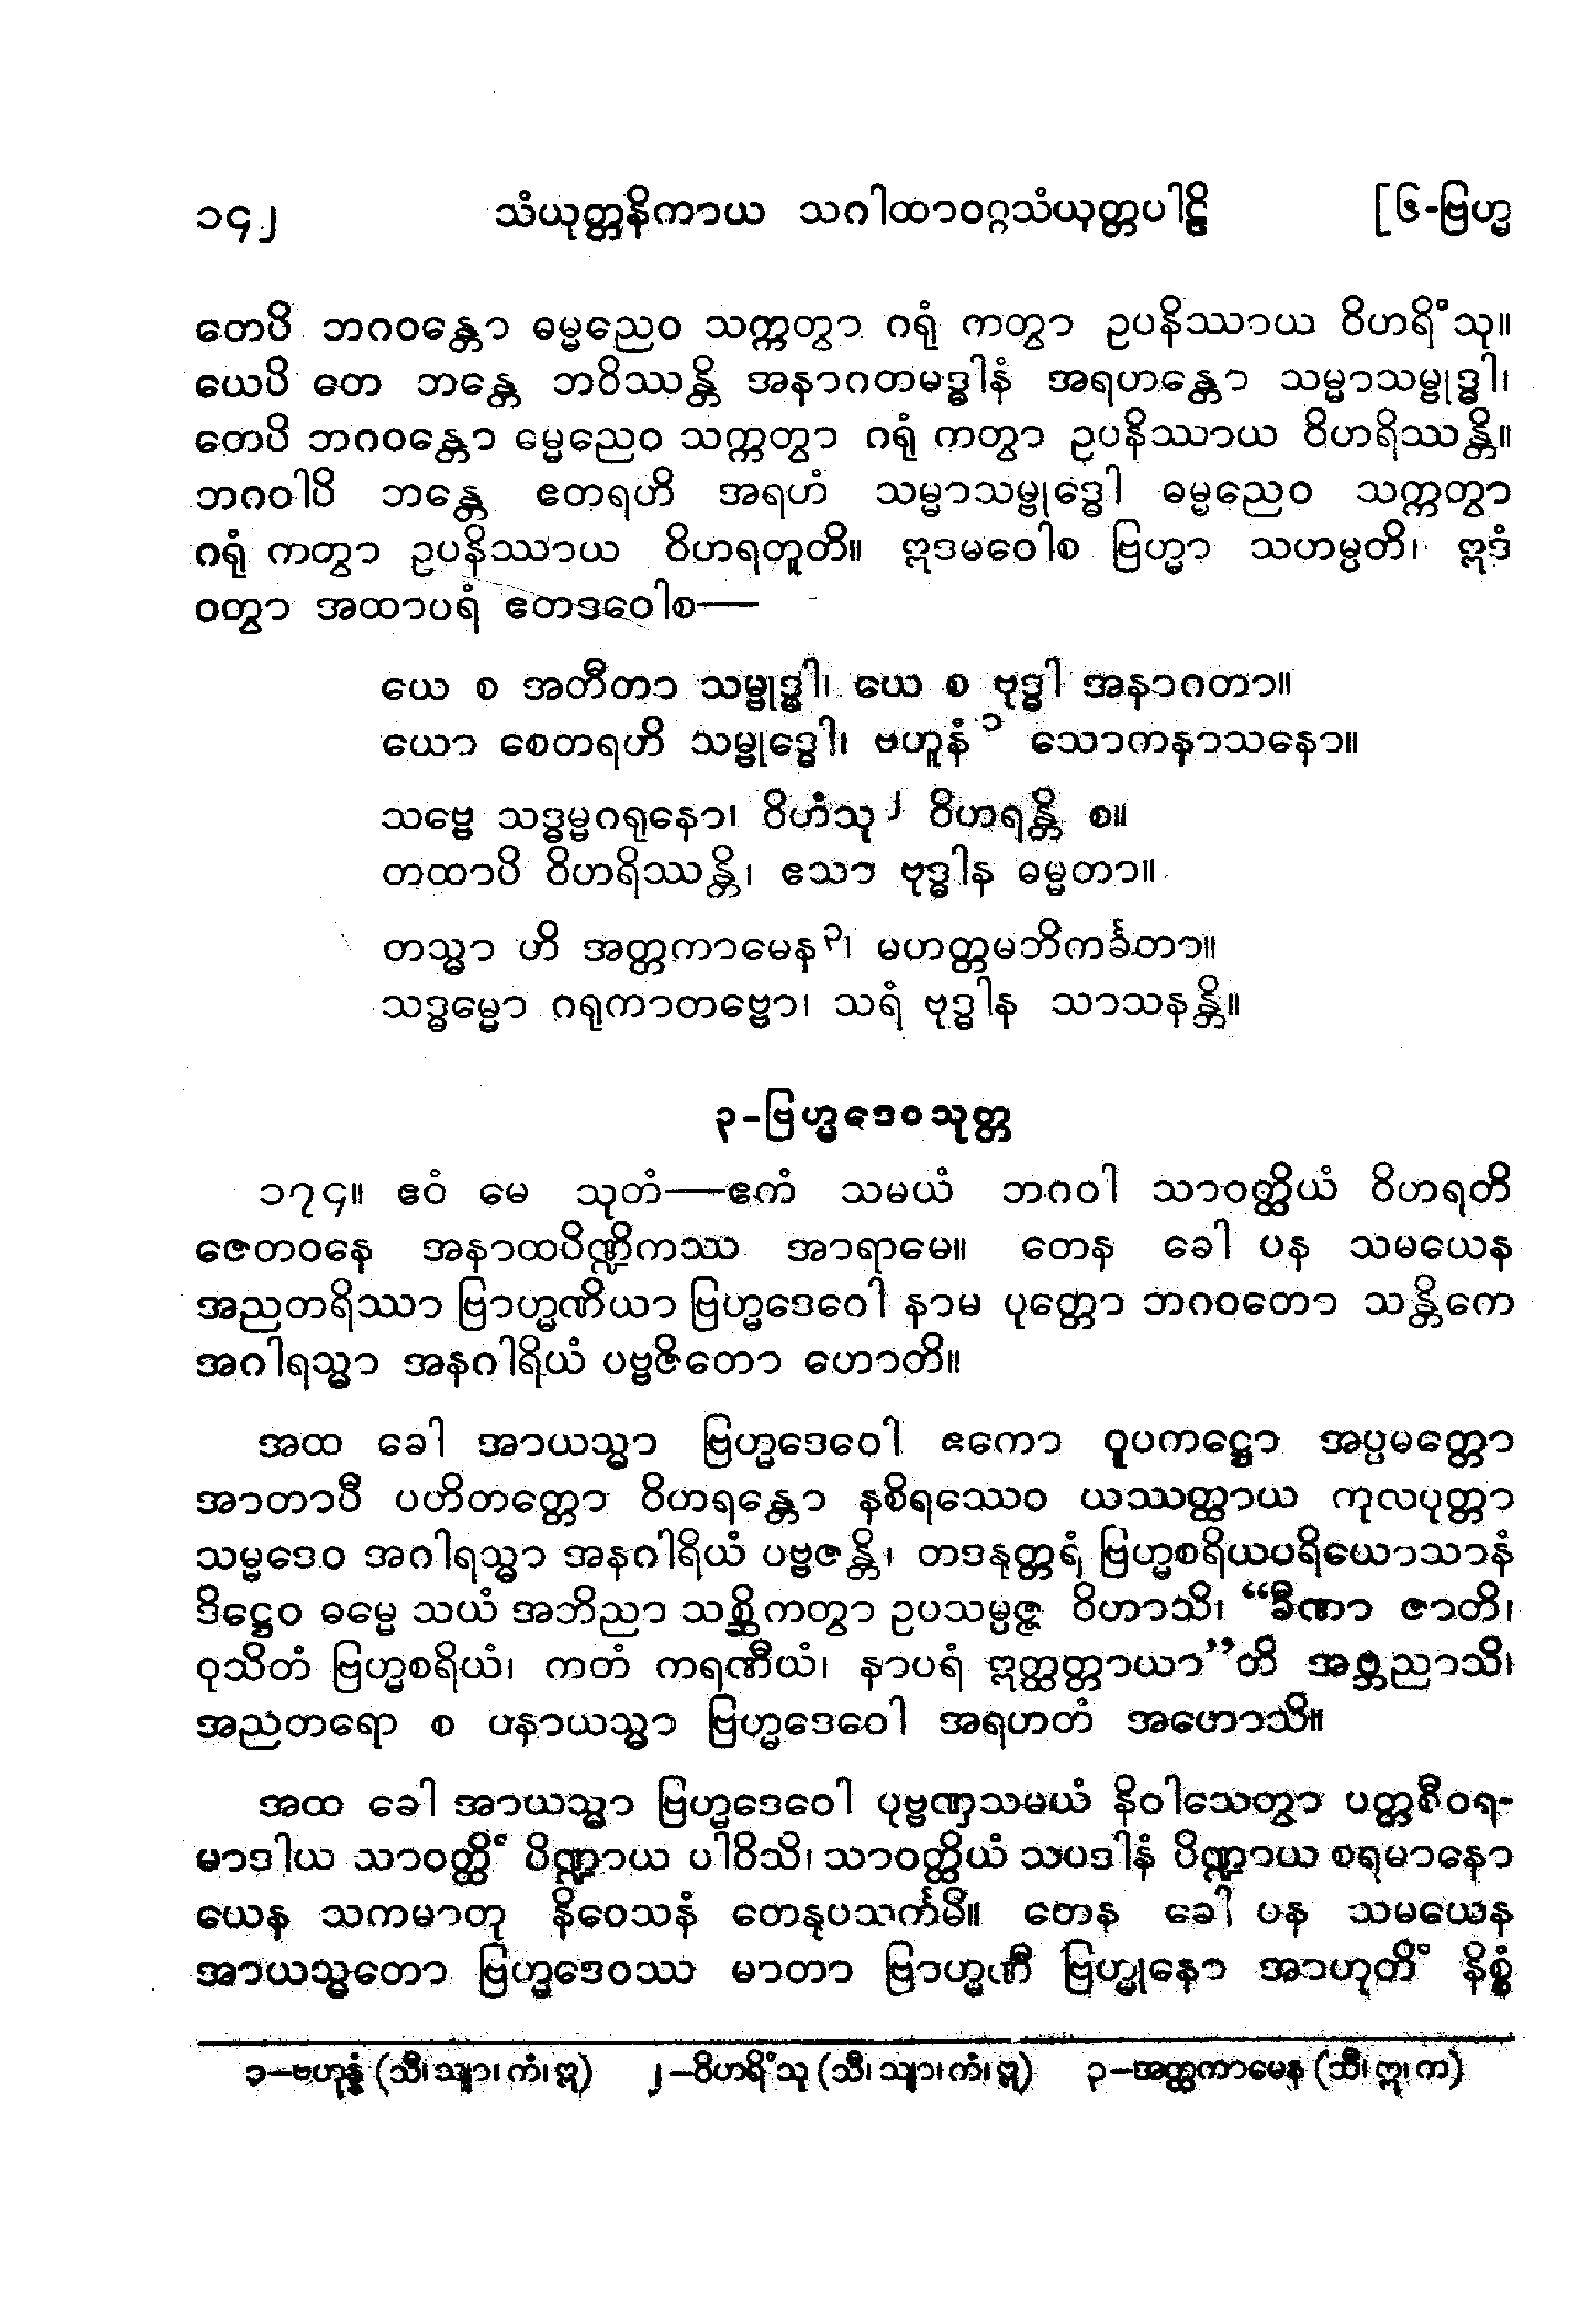 ၁၄၂ သံယုတ္တနိကာယ သဂါထာဝဂ္ဂသံယုတ္တပါဠိ [၆-ဗြဟ္မ
တေပိ ဘဂဝန္တော ဓမ္မညေဝ သက္ကတွာ ဂရုံ ကတွာ ဥပနိဿာယ ဝိဟရိံသု။
ယေပိ တေ ဘန္တေ ဘဝိဿန္တိ အနာဂတမဒ္ဓါနံ အရဟန္တော သမ္မာသမ္ဗုဒ္ဓါ၊
တေပိ ဘဂဝန္တော ဓမ္မညေဝ သက္ကတွာ ဂရုံ ကတွာ ဥပနိဿာယ ဝိဟရိဿန္တိ။
ဘဂဝါပိ ဘန္တေ ဧတရဟိ အရဟံ သမ္မာသမ္ဗုဒ္ဓေါ ဓမ္မညေဝ သက္ကတွာ
ဂရုံ ကတွာ ဥပနိဿာယ ဝိဟရတူတိ။ ဣဒမဝေါစ ဗြဟ္မာ သဟမ္ပတိ၊ ဣဒံ
ဝတွာ အထာပရံ ဧတဒဝေါစ—
ယေ စ အတီတာ သမ္ဗုဒ္ဓါ၊ ယေ စ ဗုဒ္ဓါ အနာဂတာ။
ယော စေတရဟိ သမ္ဗုဒ္ဓေါ၊ ဗဟူနံ ၁ သောကနာသနော။
သဗ္ဗေ သဒ္ဓမ္မဂရုနော၊ ဝိဟံသု ၂ ဝိဟရန္တိ စ။
တထာပိ ဝိဟရိဿန္တိ၊ ဧသာ ဗုဒ္ဓါန ဓမ္မတာ။
တသ္မာ ဟိ အတ္တကာမေန ၃၊ မဟတ္တမဘိကင်္ခတာ။
သဒ္ဓမ္မော ဂရုကာတဗ္ဗော၊ သရံ ဗုဒ္ဓါန သာသနန္တိ။
၃-ဗြဟ္မဒေဝသုတ္တ
၁၇၄။ ဧဝံ မေ သုတံ—ဧကံ သမယံ ဘဂဝါ သာဝတ္ထိယံ ဝိဟရတိ
ဇေတဝနေ အနာထပိဏ္ဍိကဿ အာရာမေ။ တေန ခေါ ပန သမယေန
အညတရိဿာ ဗြာဟ္မဏိယာ ဗြဟ္မဒေဝေါ နာမ ပုတ္တော ဘဂဝတော သန္တိကေ
အဂါရသ္မာ အနဂါရိယံ ပဗ္ဗဇိတော ဟောတိ။
အထ ခေါ အာယသ္မာ ဗြဟ္မဒေဝေါ ဧကော ဝူပကဋ္ဌော အပ္ပမတ္တော
အာတာပီ ပဟိတတ္တော ဝိဟရန္တော နစိရဿေဝ ယဿတ္ထာယ ကုလပုတ္တာ
သမ္မဒေဝ အဂါရသ္မာ အနဂါရိယံ ပဗ္ဗဇန္တိ၊ တဒနုတ္တရံ ဗြဟ္မစရိယပရိယောသာနံ
ဒိဋ္ဌေဝ ဓမ္မေ သယံ အဘိညာ သစ္ဆိကတွာ ဥပသမ္ပဇ္ဇ ဝိဟာသိ၊ “ခီဏာ ဇာတိ၊
ဝုသိတံ ဗြဟ္မစရိယံ၊ ကတံ ကရဏီယံ၊ နာပရံ ဣတ္ထတ္တာယာ”တိ အဗ္ဘညာသိ၊
အညတရော စ ပနာယသ္မာ ဗြဟ္မဒေဝေါ အရဟတံ အဟောသိ။
အထ ခေါ အာယသ္မာ ဗြဟ္မဒေဝေါ ပုဗ္ဗဏှသမယံ နိဝါသေတွာ ပတ္တစီဝရ-
မာဒါယ သာဝတ္ထိံ ပိဏ္ဍာယ ပါဝိသိ၊ သာဝတ္ထိယံ သပဒါနံ ပိဏ္ဍာယ စရမာနော
ယေန သကမာတု နိဝေသနံ တေနုပသင်္ကမိ။ တေန ခေါ ပန သမယေန
အာယသ္မတော ဗြဟ္မဒေဝဿ မာတာ ဗြာဟ္မဏီ ဗြဟ္မုနော အာဟုတိံ နိစ္စံ
၁—ဗဟုန္နံ (သီ၊ သျာ၊ ကံ၊ ဣ) ၂—ဝိဟရိံသု (သီ၊ သျာ၊ ကံ၊ ဣ) ၃—အတ္ထကာမေန (သီ၊ ဣ၊ က)